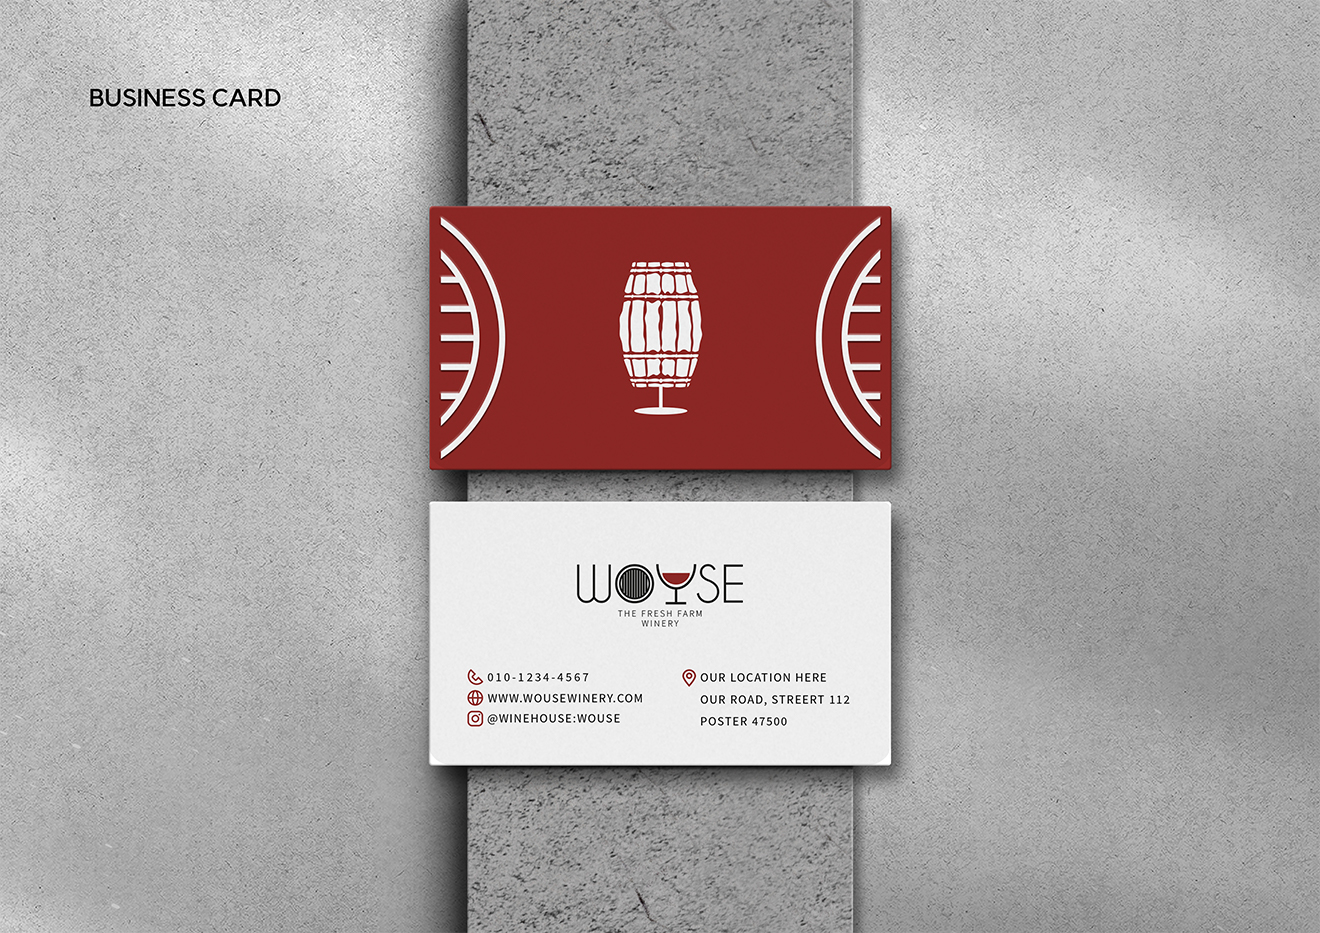 BUSINESS CARD
WOUSE
THE FRESH FARM
WINERY
010-1234-4567
WWW.WOUSEWINERY.COM
@WINEHOUSE:WOUSE
OUR LOCATION HERE
OUR ROAD, STREERT 112
POSTER 47500